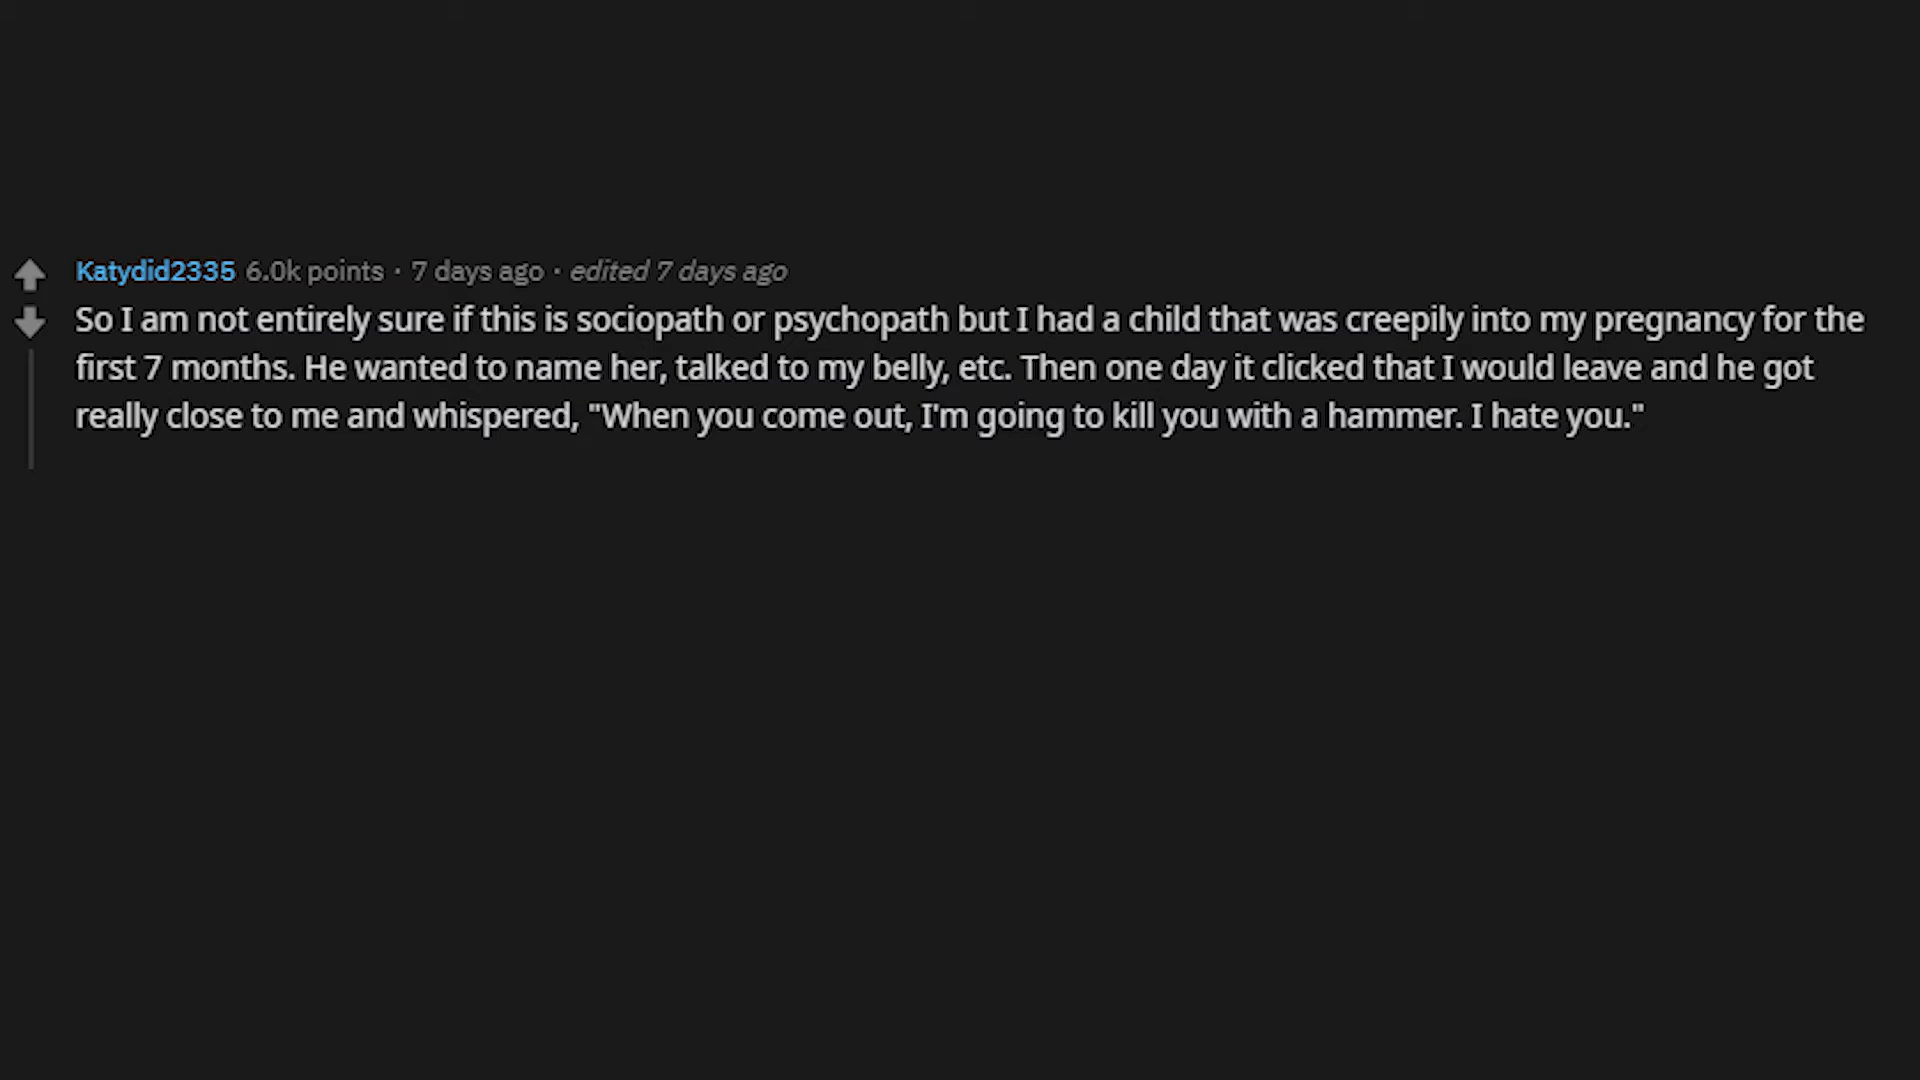 Katydid2335 6.0k points · 7 days ago · edited 7 days ago
So I am not entirely sure if this is sociopath or psychopath but I had a child that was creepily into my pregnancy for the
first 7 months. He wanted to name her, talked to my belly, etc. Then one day it clicked that I would leave and he got
really close to me and whispered, "When you come out, I'm going to kill you with a hammer. I hate you."